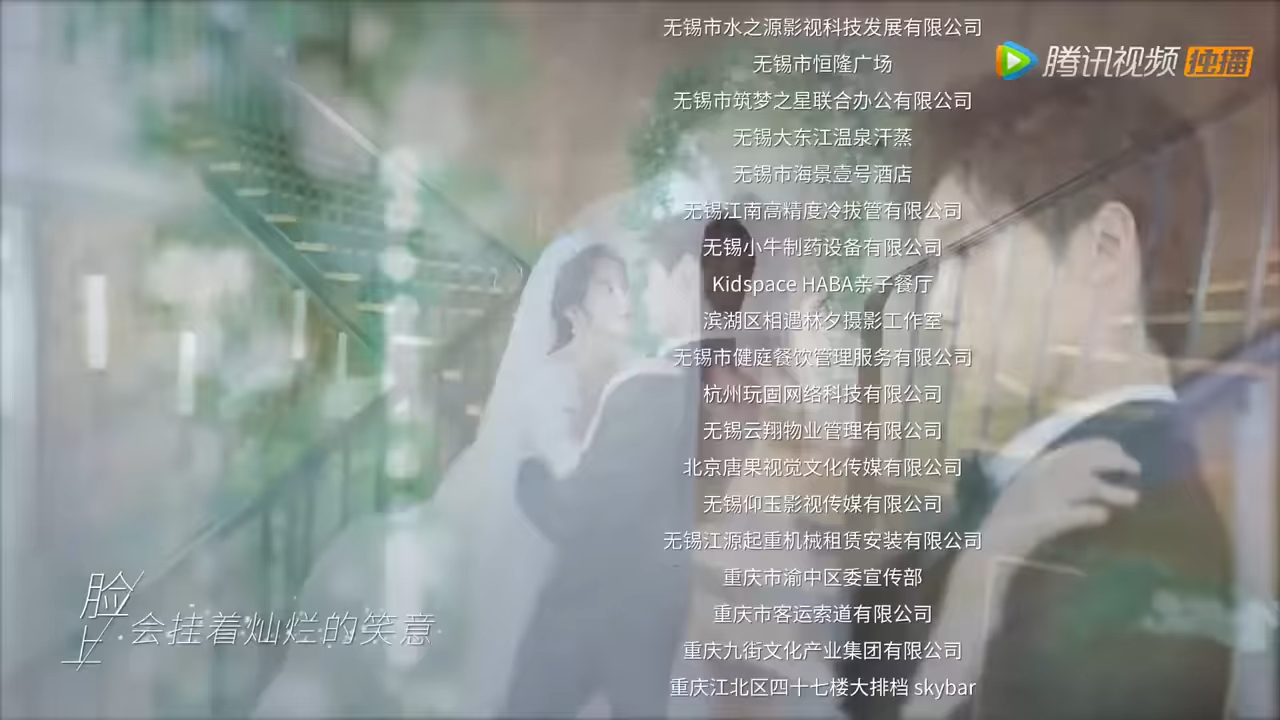 无锡市水之源影视科技发展有限公司
腾讯视频 独播
无锡市恒隆广场
无锡市筑梦之星联合办公有限公司
无锡大东江温泉汗蒸
无锡市海景壹号酒店
无锡江南高精度冷拔管有限公司
无锡小牛制药设备有限公司
Kidspace HABA亲子餐厅
滨湖区相遇林夕摄影工作室
无锡市健庭餐饮管理服务有限公司
杭州玩固网络科技有限公司
无锡云翔物业管理有限公司
北京唐果视觉文化传媒有限公司
无锡仰玉影视传媒有限公司
无锡江源起重机械租赁安装有限公司
重庆市渝中区委宣传部
重庆市客运索道有限公司
重庆九街文化产业集团有限公司
重庆江北区四十七楼大排档 skybar
脸上会挂着灿烂的笑意